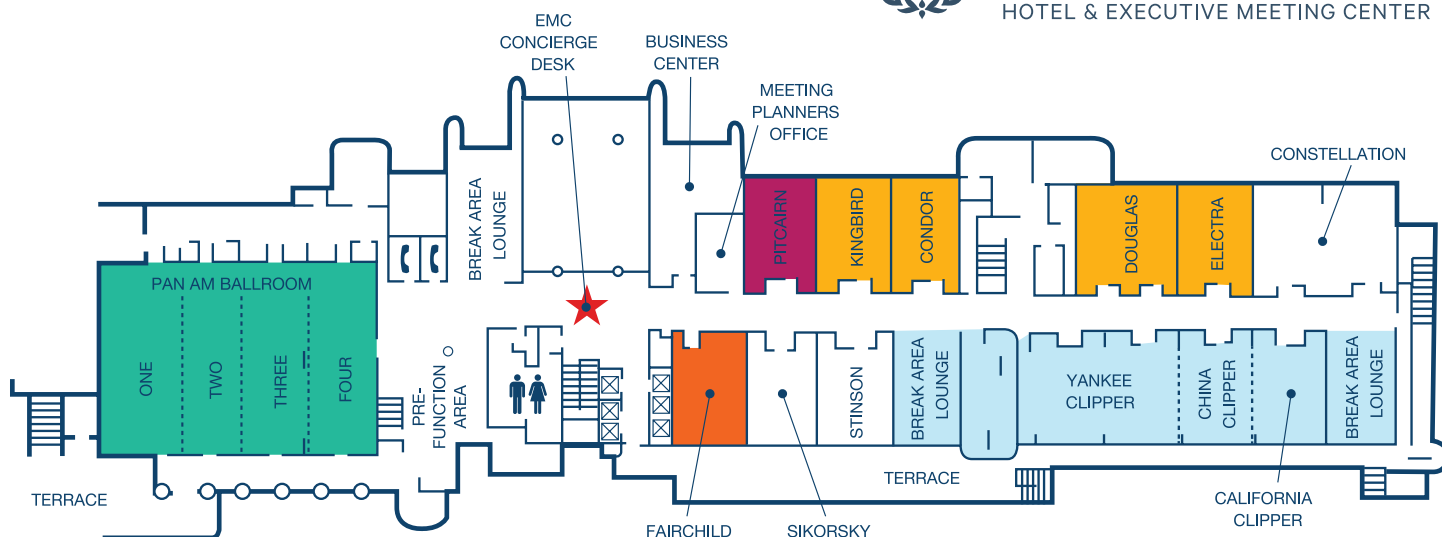 HOTEL & EXECUTIVE MEETING CENTER
EMC
CONCIERGE
DESK
BUSINESS
CENTER
MEETING
PLANNERS
OFFICE
CONSTELLATION
BREAK AREA
LOUNGE
PITCAIRN
KINGBIRD
CONDOR
DOUGLAS
ELECTRA
PAN AM BALLROOM
ONE
TWO
THREE
FOUR
PRE-
FUNCTION
AREA
STINSON
BREAK AREA
LOUNGE
YANKEE
CLIPPER
CHINA
CLIPPER
BREAK AREA
LOUNGE
TERRACE
TERRACE
FAIRCHILD
SIKORSKY
CALIFORNIA
CLIPPER